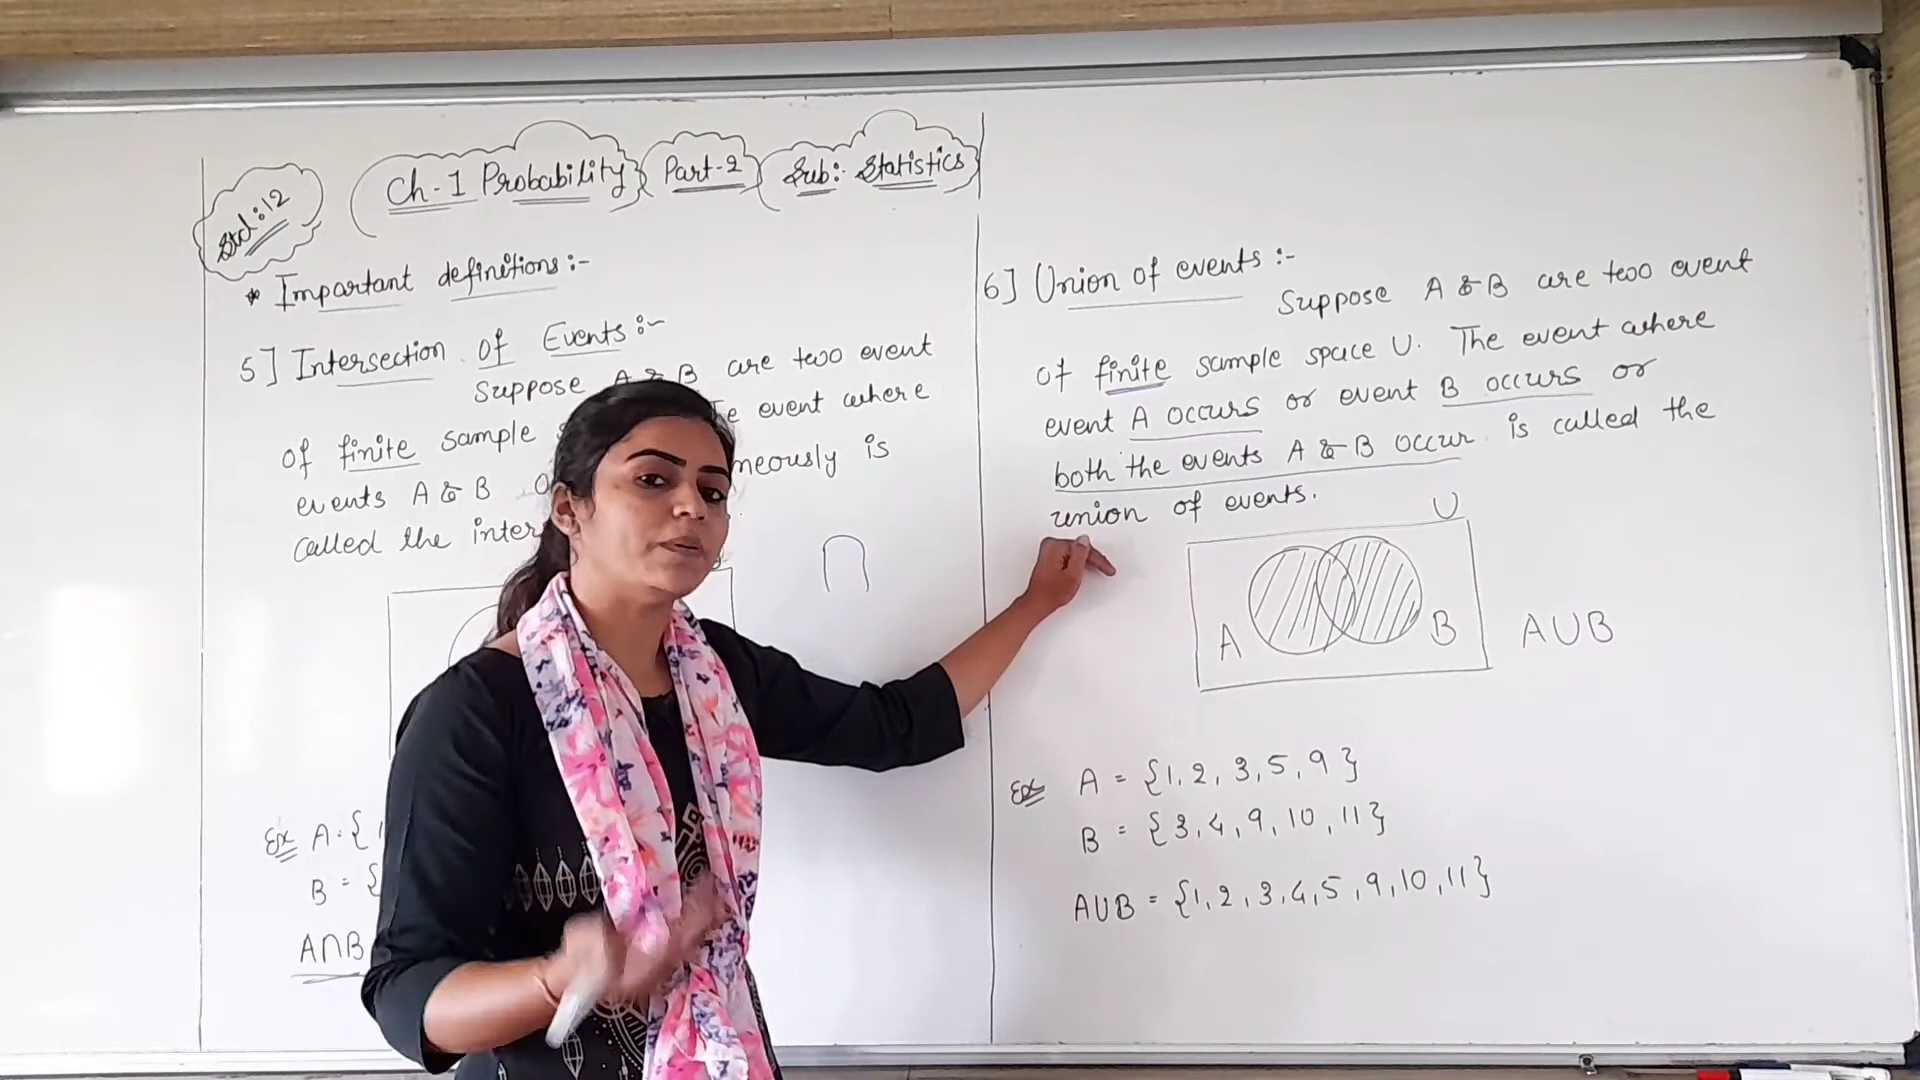 Std:12
Ch-1 Probability
Part-2
Sub:- Statistics
* Important definitions:-
5] Intersection of Events:-
Suppose A & B are two event
of finite sample
event where
events A & B
is
called the
∩
Ex A = {1
B = {
A∩B
6] Union of events:-
Suppose A & B are two event
of finite sample space U. The event where
event A occurs or event B occurs or
both the events A & B occur is called the
union of events.
U
A
B
A∪B
Ex A = {1, 2, 3, 5, 9}
B = {3, 4, 9, 10, 11}
A∪B = {1, 2, 3, 4, 5, 9, 10, 11}